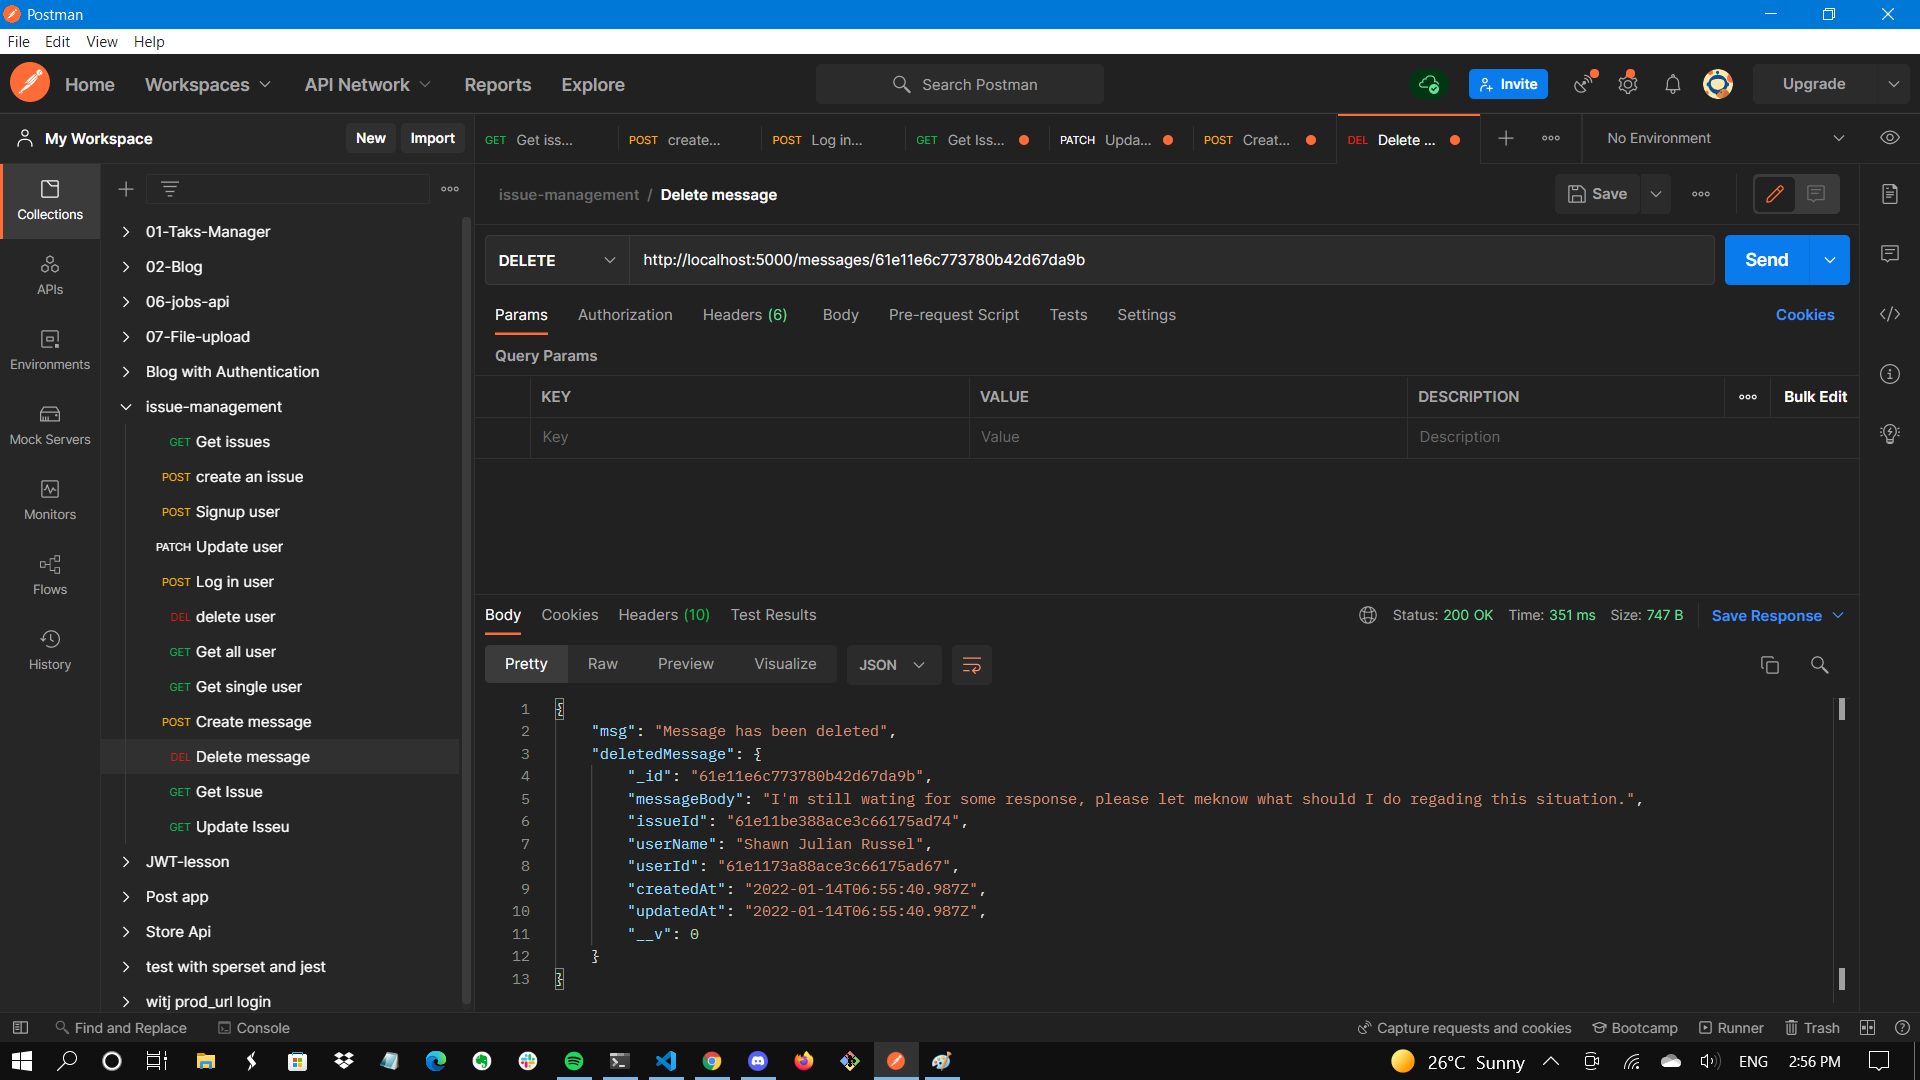 Postman
File Edit View Help
Home Workspaces API Network Reports Explore
Search Postman
Invite
Upgrade
My Workspace
New Import
GET Get iss...
POST create...
POST Log in...
GET Get Iss...
PATCH Upda...
POST Creat...
DEL Delete ...
No Environment
Collections
APIs
Environments
Mock Servers
Monitors
Flows
History
01-Taks-Manager
02-Blog
06-jobs-api
07-File-upload
Blog with Authentication
issue-management
GET Get issues
POST create an issue
POST Signup user
PATCH Update user
POST Log in user
DEL delete user
GET Get all user
GET Get single user
POST Create message
DEL Delete message
GET Get Issue
GET Update Isseu
JWT-lesson
Post app
Store Api
test with sperset and jest
witj prod_url login
issue-management / Delete message
Save
DELETE http://localhost:5000/messages/61e11e6c773780b42d67da9b
Send
Params Authorization Headers (6) Body Pre-request Script Tests Settings Cookies
Query Params
KEY VALUE DESCRIPTION Bulk Edit
Key Value Description
Body Cookies Headers (10) Test Results
Status: 200 OK Time: 351 ms Size: 747 B Save Response
Pretty Raw Preview Visualize JSON
1 {
2 "msg": "Message has been deleted",
3 "deletedMessage": {
4 "_id": "61e11e6c773780b42d67da9b",
5 "messageBody": "I'm still wating for some response, please let meknow what should I do regading this situation.",
6 "issueId": "61e11be388ace3c66175ad74",
7 "userName": "Shawn Julian Russel",
8 "userId": "61e1173a88ace3c66175ad67",
9 "createdAt": "2022-01-14T06:55:40.987Z",
10 "updatedAt": "2022-01-14T06:55:40.987Z",
11 "__v": 0
12 }
13 }
Find and Replace Console
Capture requests and cookies Bootcamp Runner Trash
26°C Sunny ENG 2:56 PM